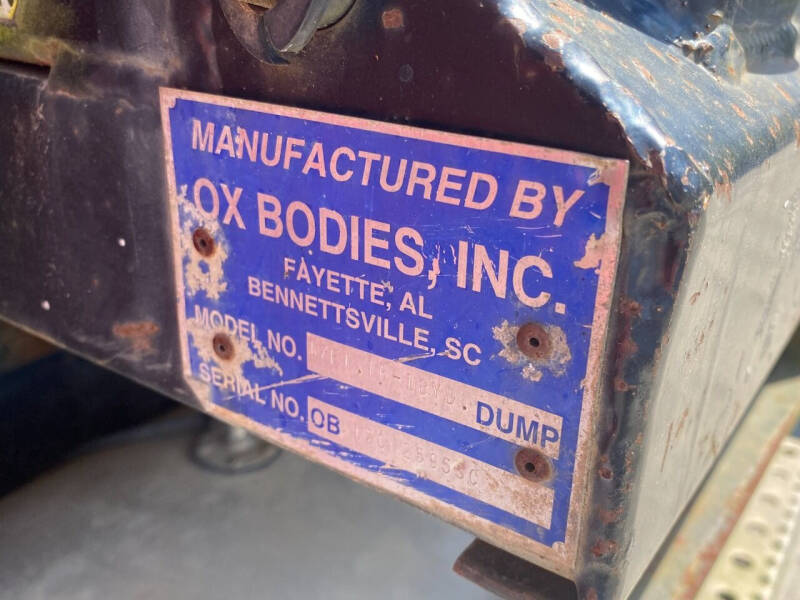 MANUFACTURED BY
OX BODIES, INC.
FAYETTE, AL
BENNETTSVILLE, SC
MODEL NO. DUMP
SERIAL NO. OB